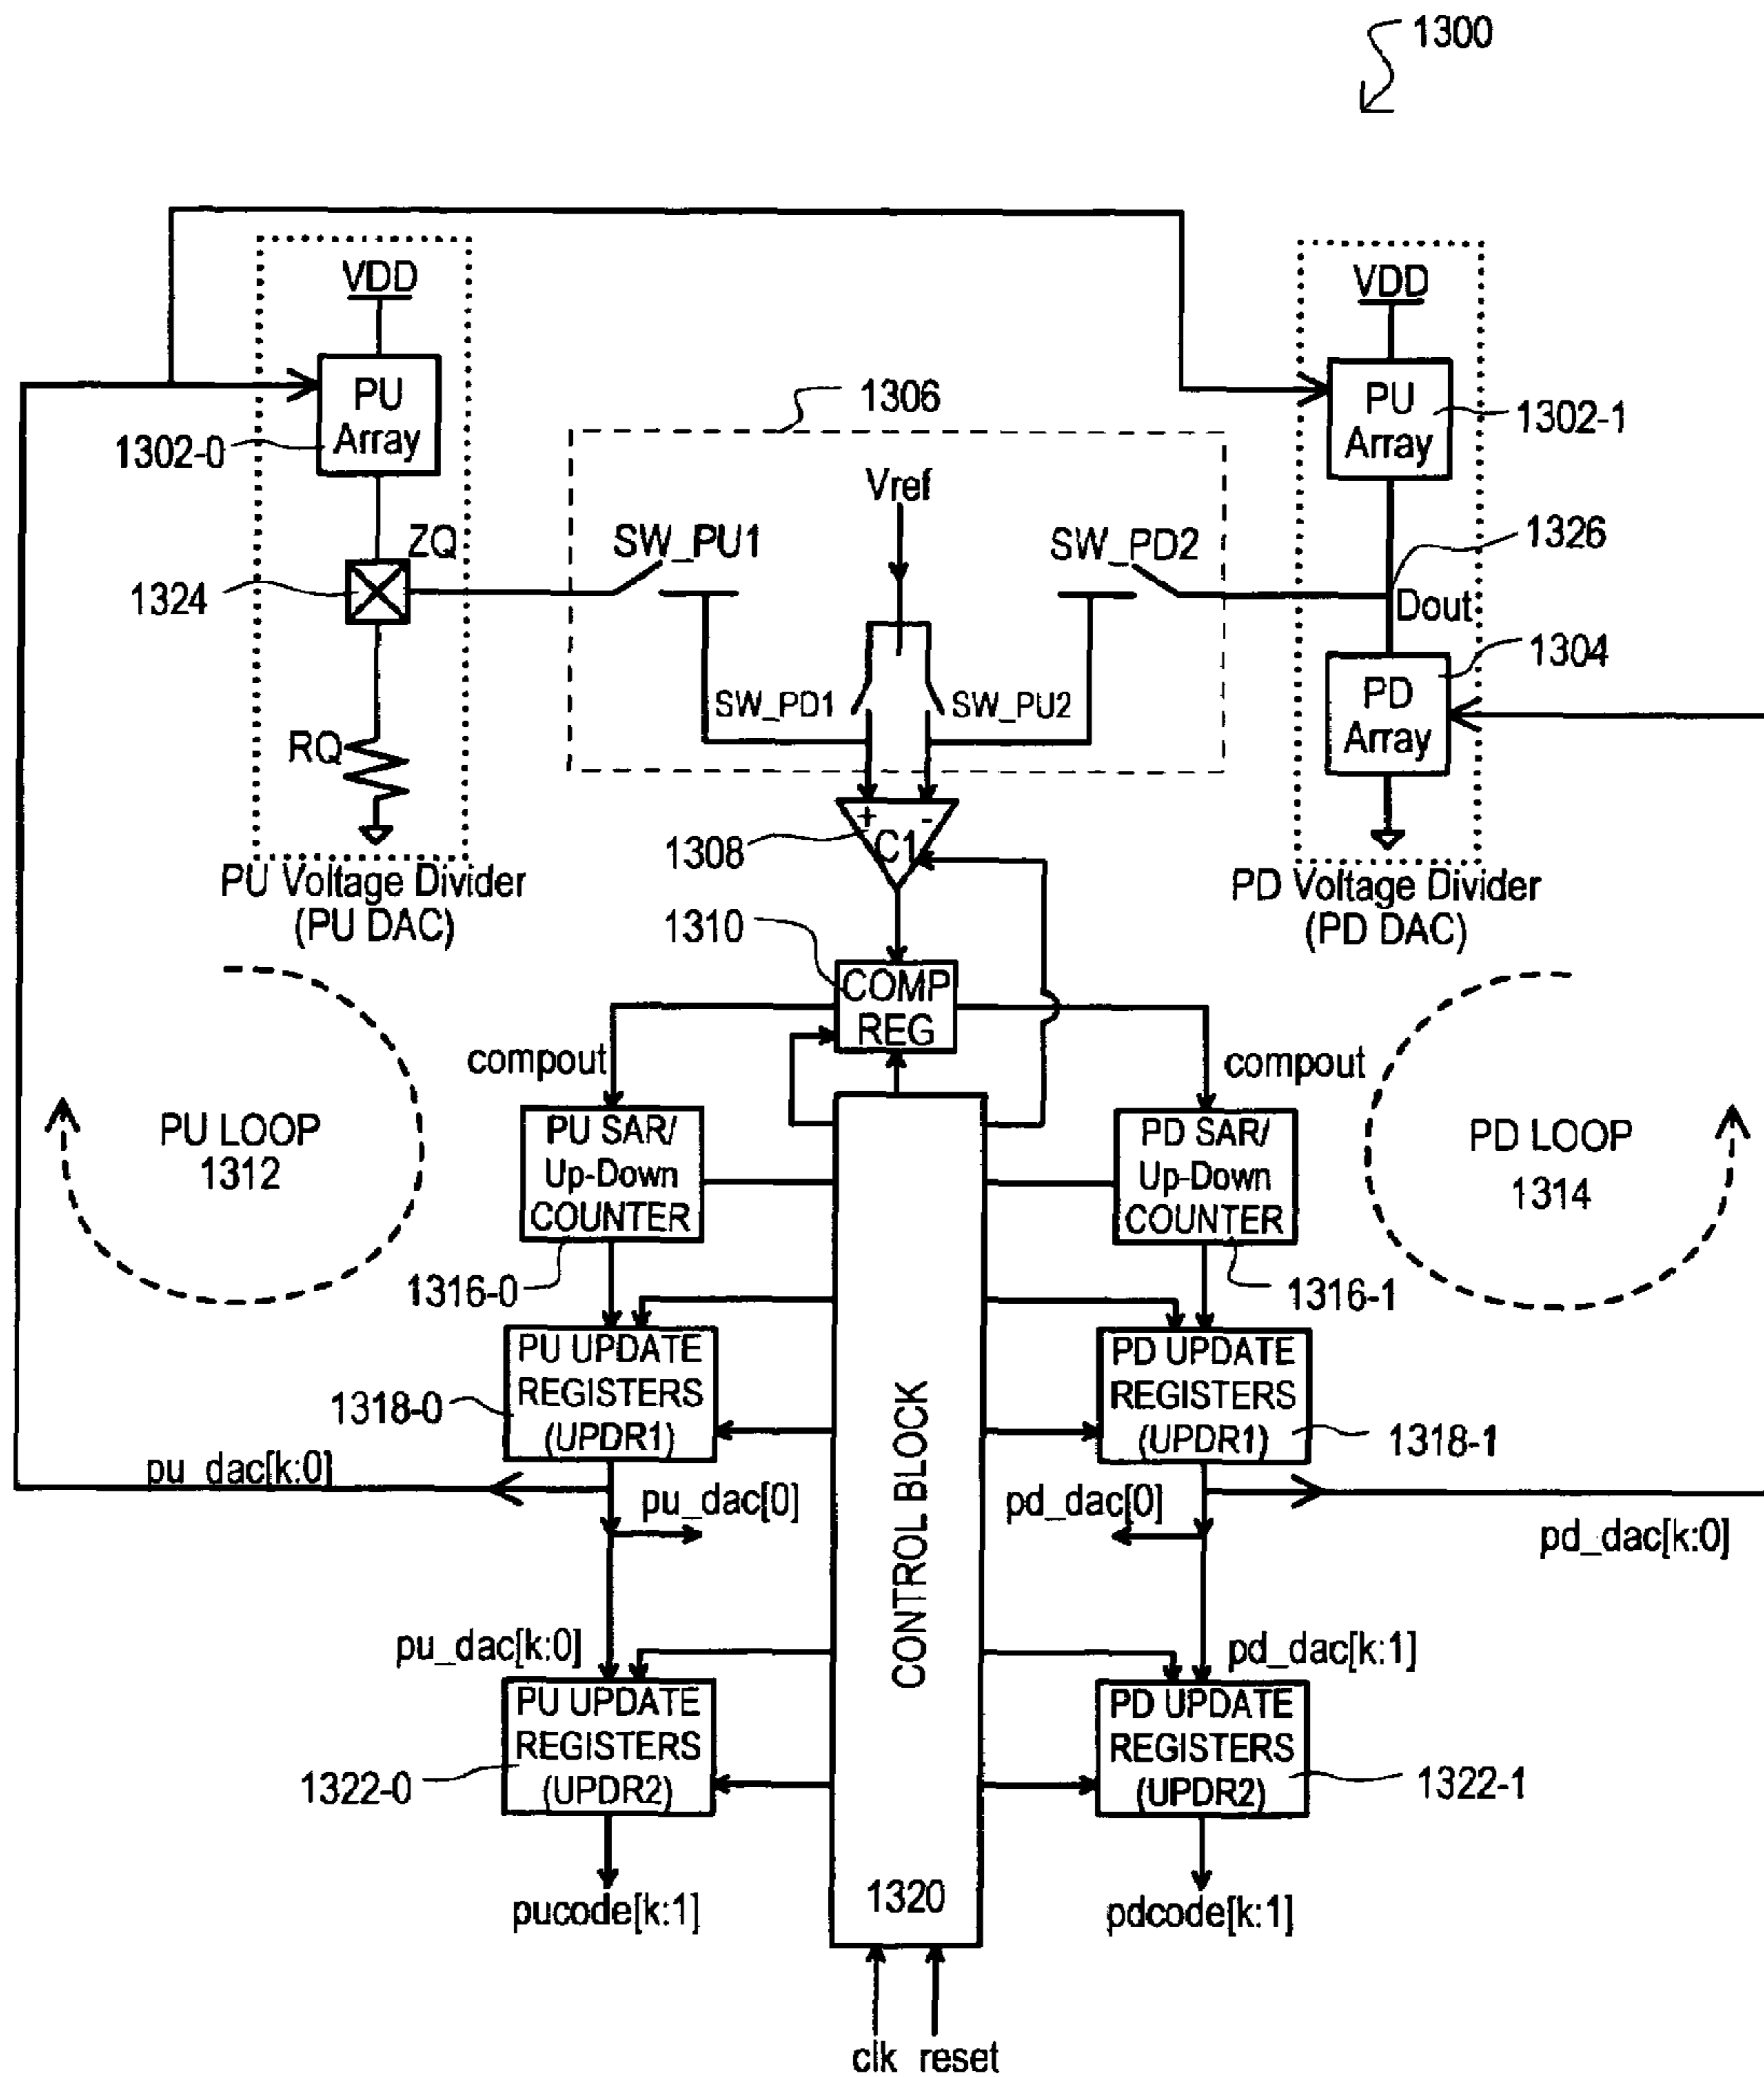 1300
VDD
PU
Array
1302-0
ZQ
1324
RQ
PU Voltage Divider
(PU DAC)
1306
Vref
SW_PU1
SW_PD2
SW_PD1
SW_PU2
VDD
PU
Array
1302-1
1326
Dout
1304
PD
Array
PD Voltage Divider
(PD DAC)
+
-
C1
1308
1310
COMP
REG
compout
compout
PU LOOP
1312
PD LOOP
1314
PU SAR/
Up-Down
COUNTER
1316-0
PD SAR/
Up-Down
COUNTER
1316-1
PU UPDATE
REGISTERS
(UPDR1)
1318-0
PD UPDATE
REGISTERS
(UPDR1)
1318-1
pu_dac[k:0]
pu_dac[0]
pd_dac[0]
pd_dac[k:0]
CONTROL BLOCK
pu_dac[k:0]
pd_dac[k:1]
PU UPDATE
REGISTERS
(UPDR2)
1322-0
PD UPDATE
REGISTERS
(UPDR2)
1322-1
1320
pucode[k:1]
pdcode[k:1]
clk reset